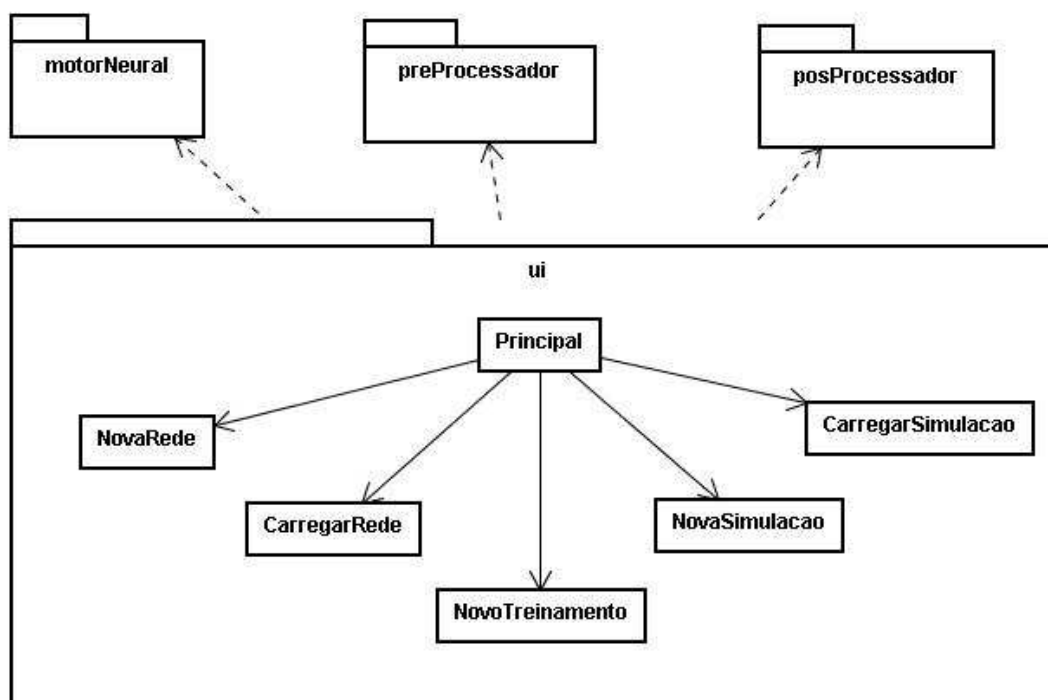 motorNeural
preProcessador
posProcessador
ui
Principal
NovaRede
CarregarSimulacao
CarregarRede
NovaSimulacao
NovoTreinamento